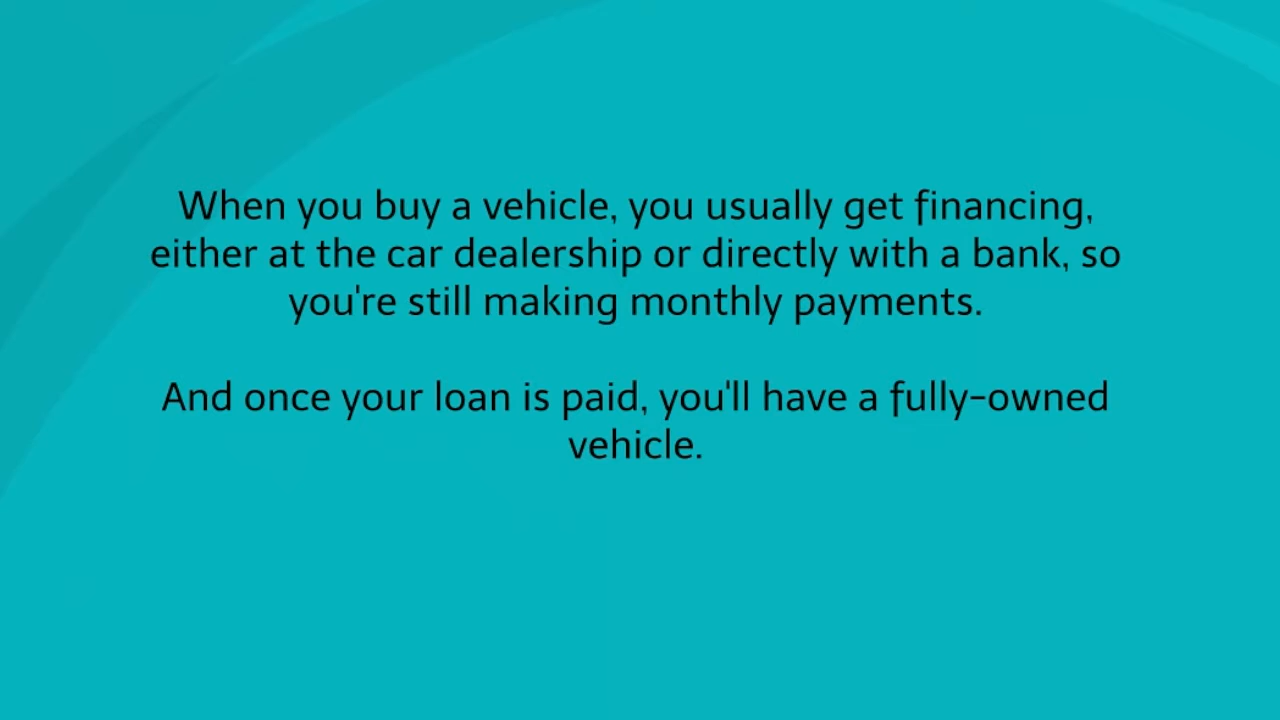 When you buy a vehicle, you usually get financing,
either at the car dealership or directly with a bank, so
you're still making monthly payments.
And once your loan is paid, you'll have a fully-owned
vehicle.